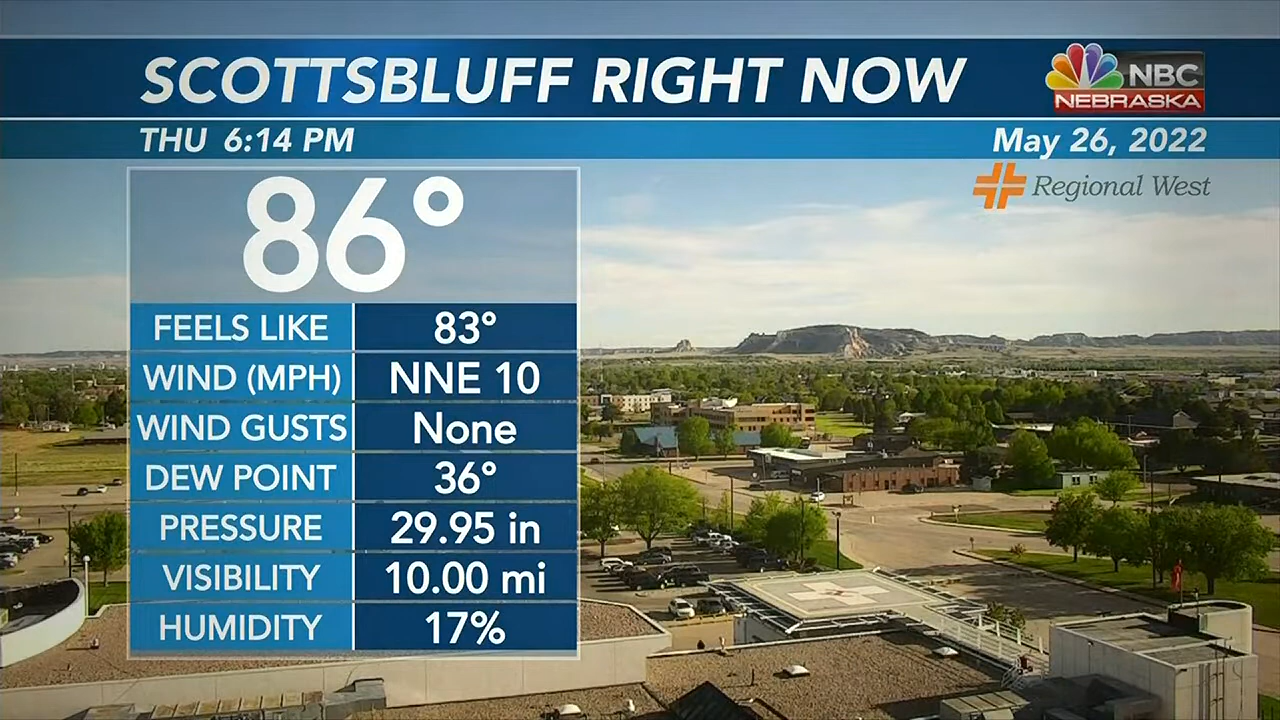 SCOTTSBLUFF RIGHT NOW
NBC
NEBRASKA
THU 6:14 PM
May 26, 2022
Regional West
86°
FEELS LIKE 83°
WIND (MPH) NNE 10
WIND GUSTS None
DEW POINT 36°
PRESSURE 29.95 in
VISIBILITY 10.00 mi
HUMIDITY 17%